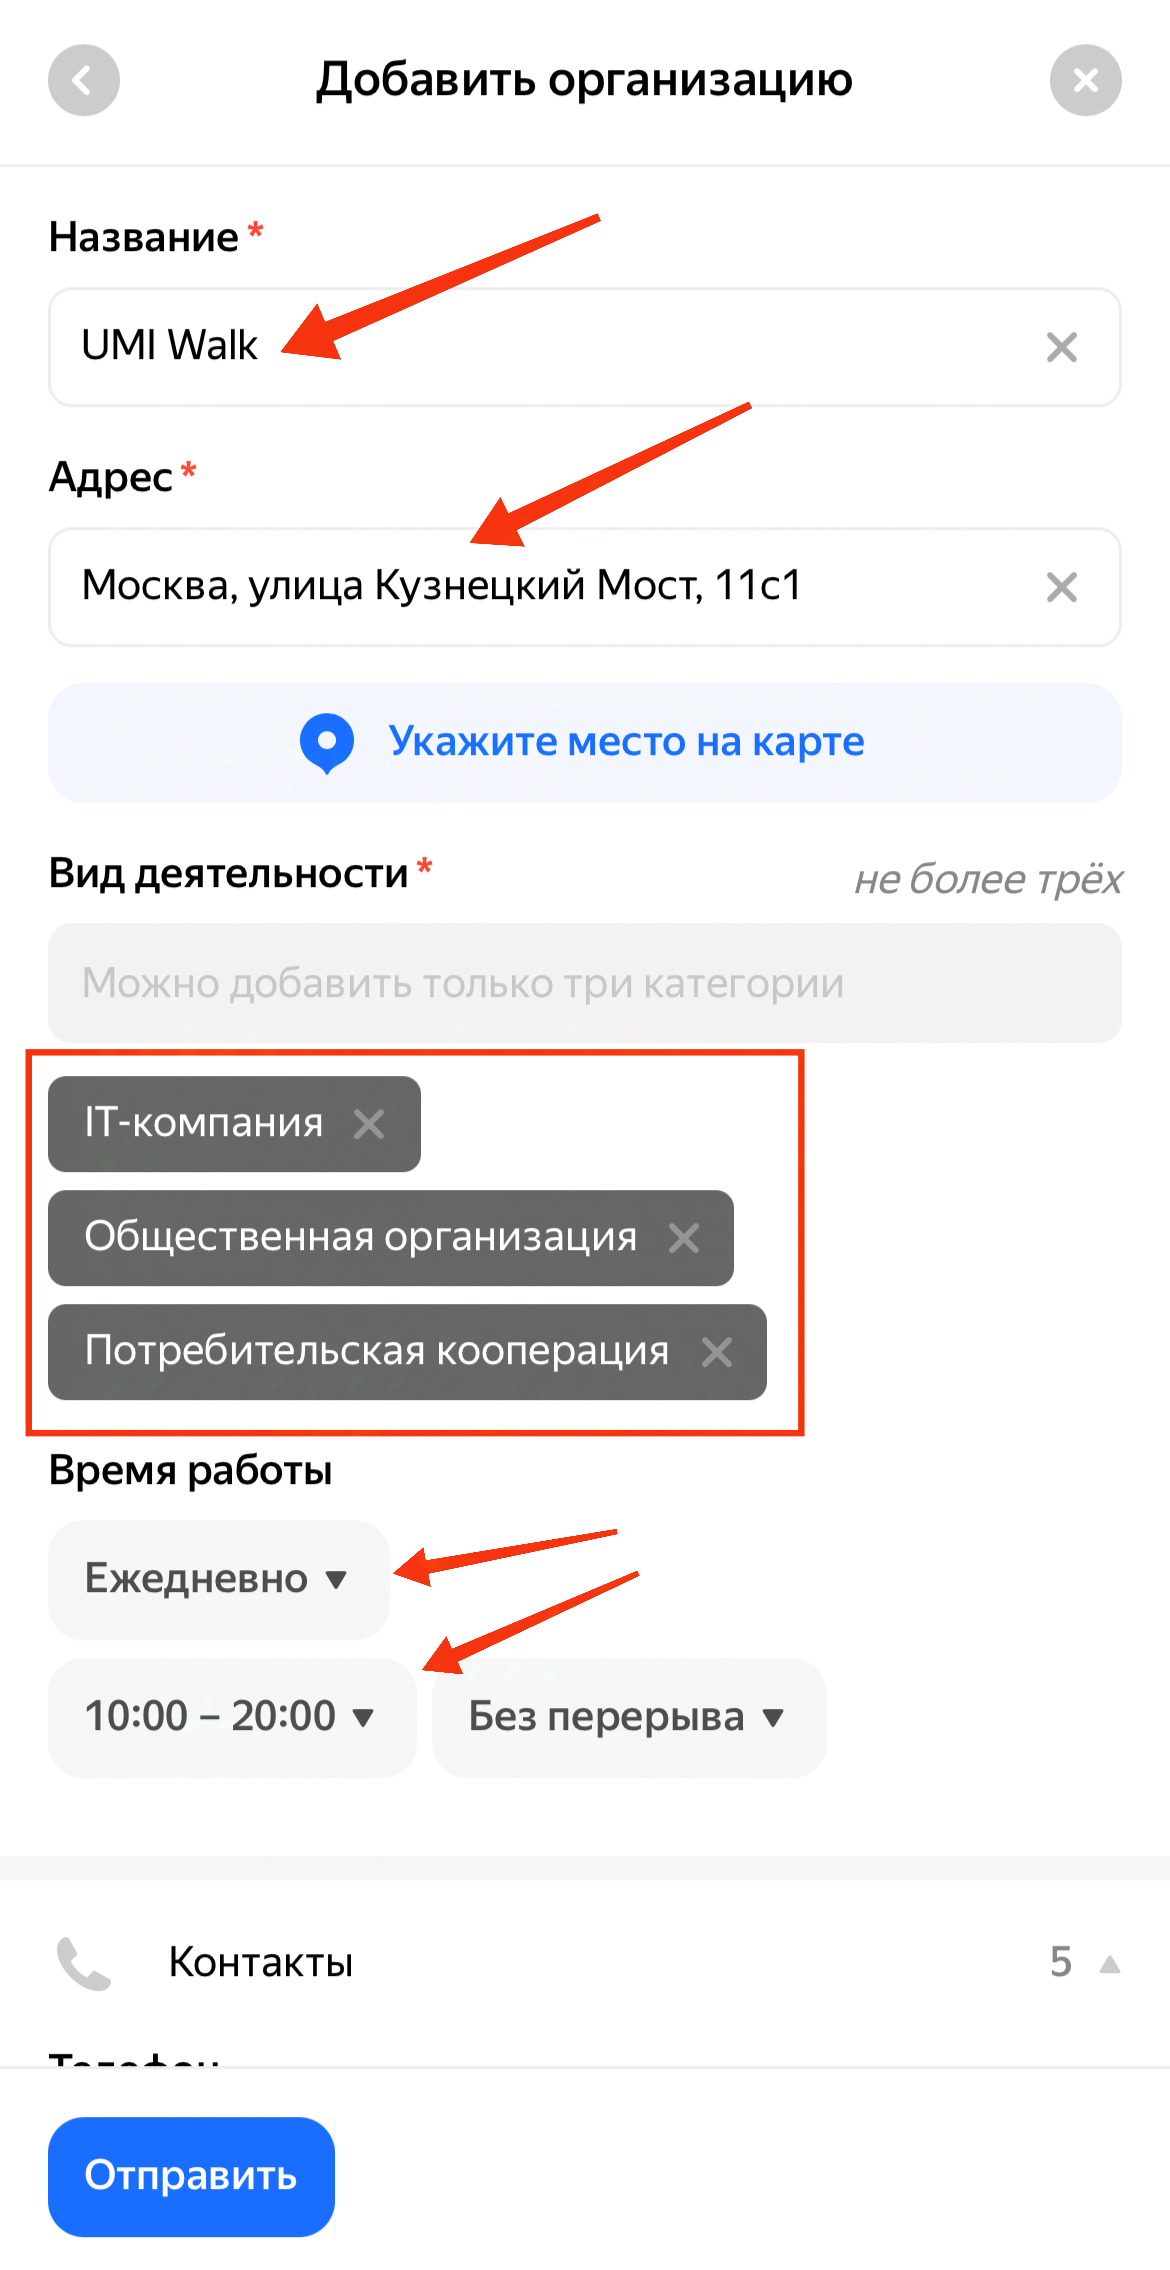 Добавить организацию
Название *
UMI Walk
Адрес *
Москва, улица Кузнецкий Мост, 11с1
Укажите место на карте
Вид деятельности *
не более трёх
Можно добавить только три категории
IT-компания
Общественная организация
Потребительская кооперация
Время работы
Ежедневно
10:00 – 20:00
Без перерыва
Контакты
5
Телефон
Отправить